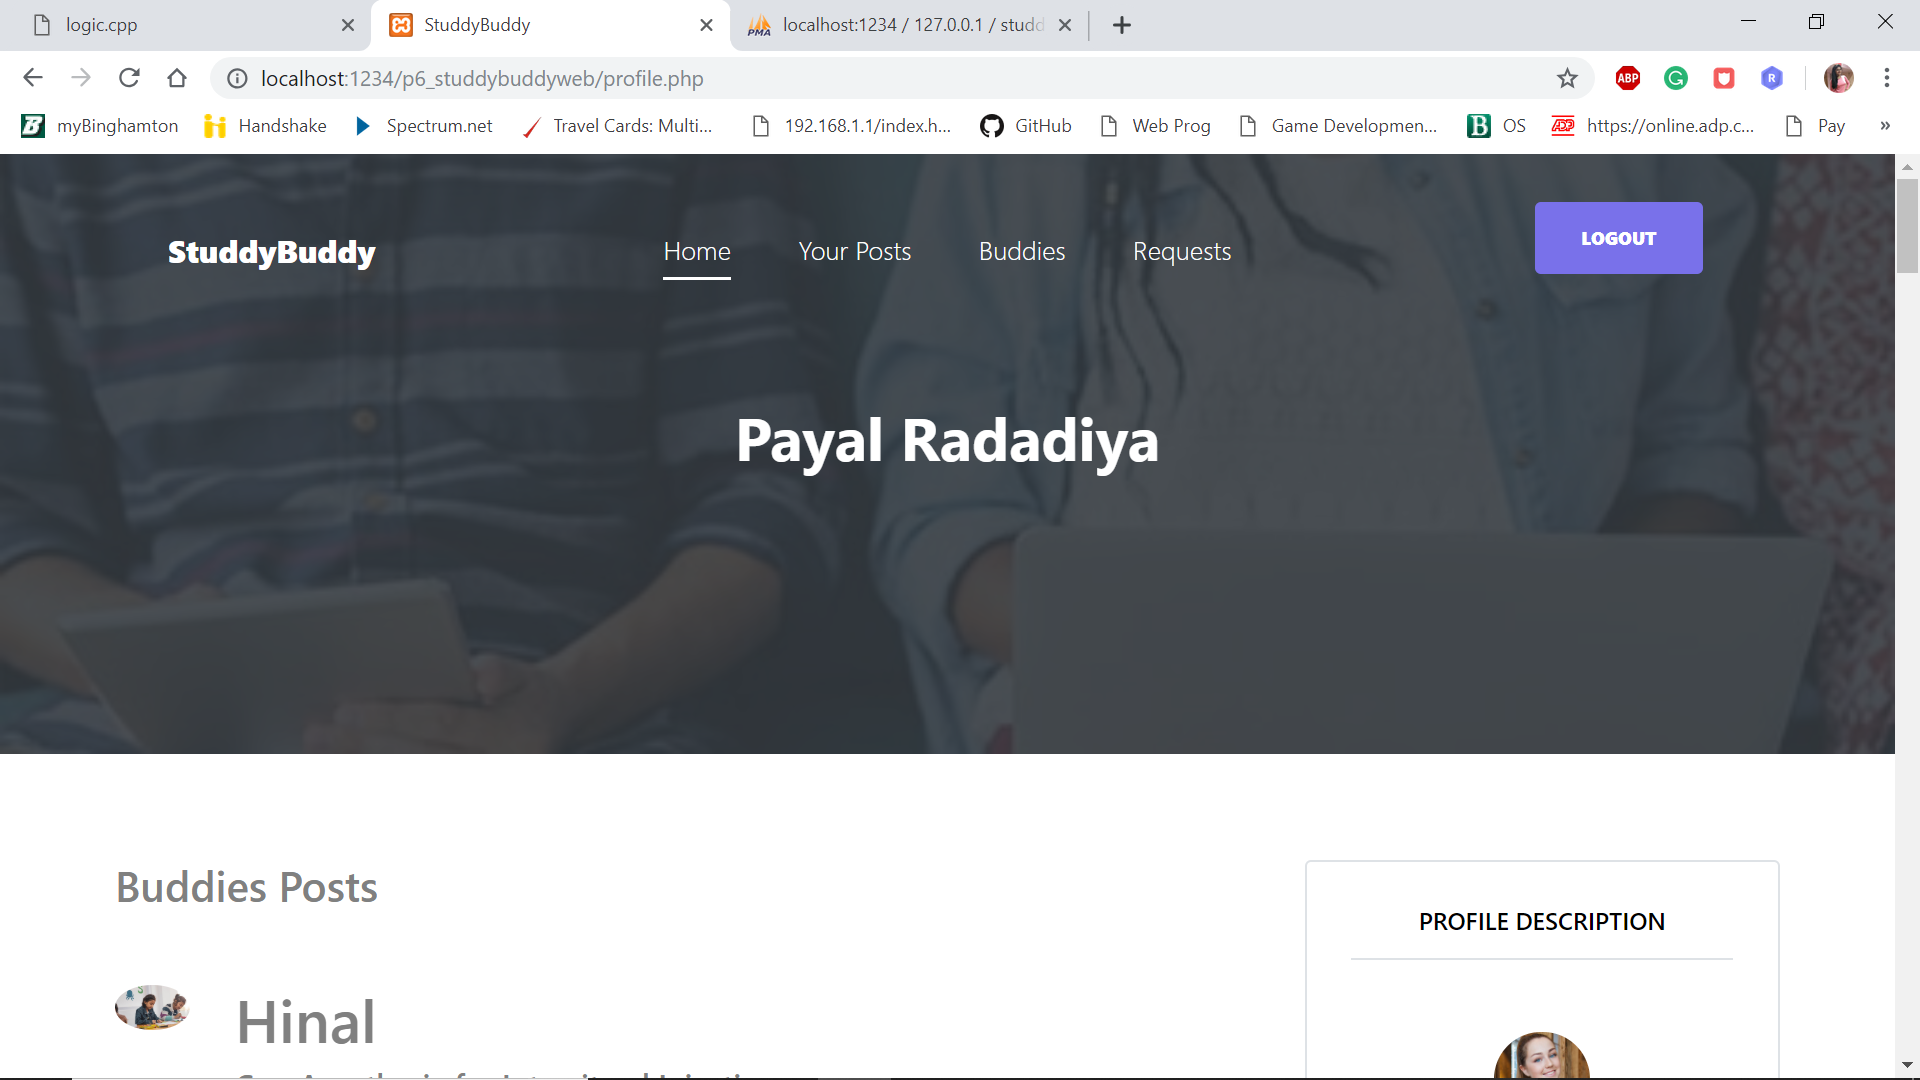 logic.cpp
StuddyBuddy
PMA
localhost:1234 / 127.0.0.1 / studd
localhost:1234/p6_studdybuddyweb/profile.php
ABP
G
R
B
myBinghamton
Handshake
Spectrum.net
Travel Cards: Multi...
192.168.1.1/index.h...
GitHub
Web Prog
Game Developmen...
B
OS
ADP
https://online.adp.c...
Pay
»
StuddyBuddy
Home
Your Posts
Buddies
Requests
LOGOUT
Payal Radadiya
Buddies Posts
PROFILE DESCRIPTION
Hinal